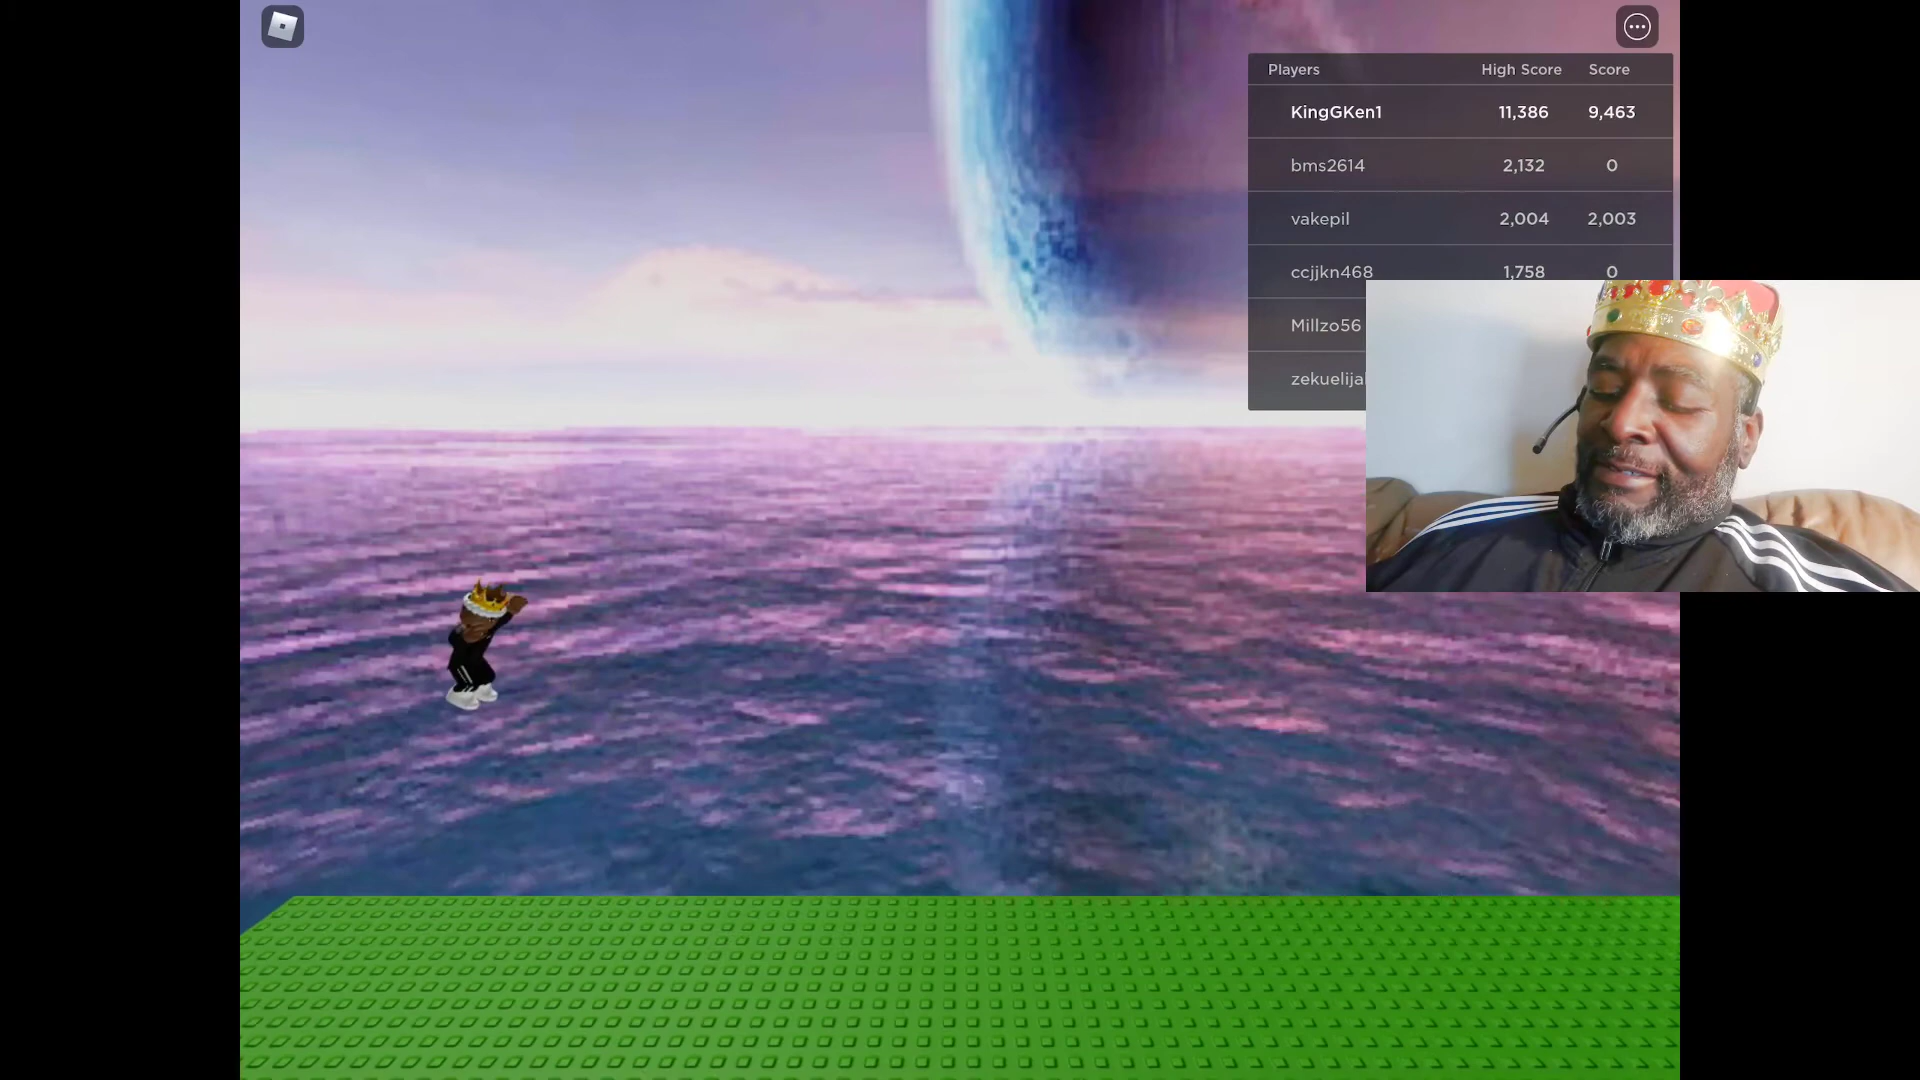 Players High Score Score
KingGKen1 11,386 9,463
bms2614 2,132 0
vakepil 2,004 2,003
ccjjkn468 1,758 0
Millzo56